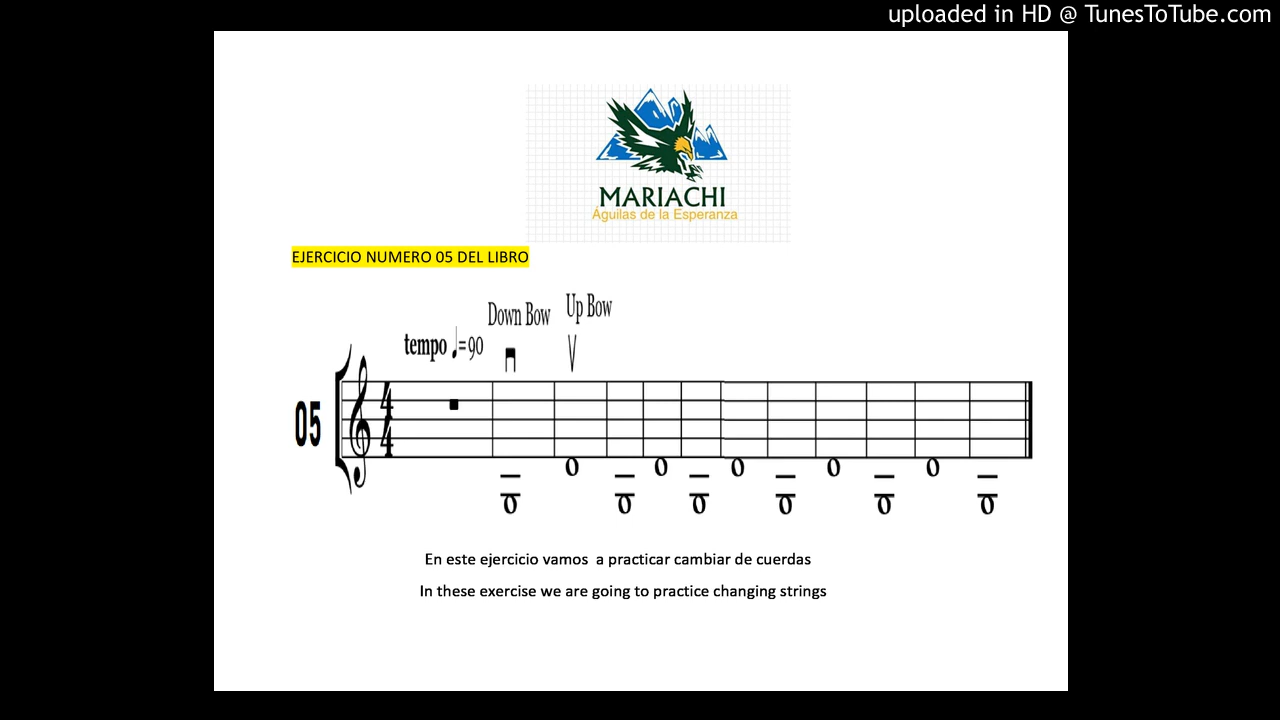 uploaded in HD @ TunesToTube.com
MARIACHI
Águilas de la Esperanza
EJERCICIO NUMERO 05 DEL LIBRO
Down Bow Up Bow
tempo ♩=90
05
4
4
En este ejercicio vamos a practicar cambiar de cuerdas
In these exercise we are going to practice changing strings